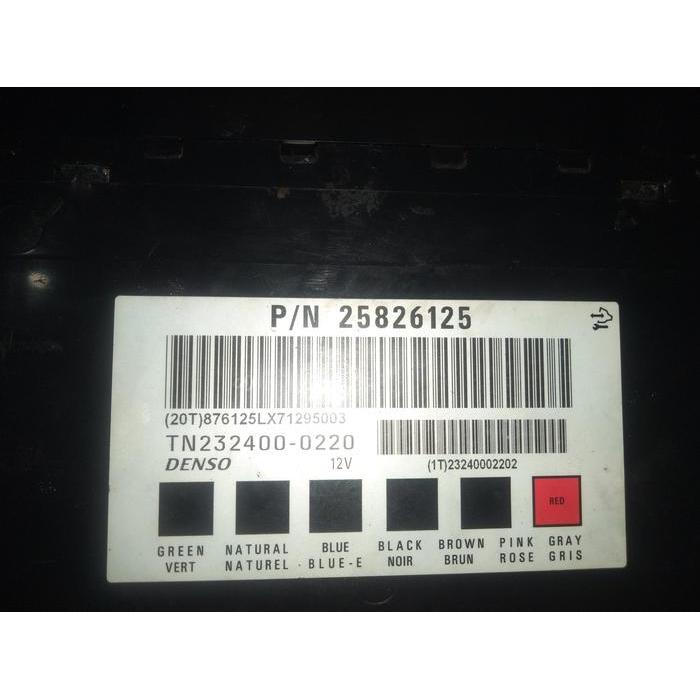 P/N 25826125
(20T)876125LX71295003
TN232400-0220
DENSO 12V (1T)23240002202
RED
GREEN NATURAL BLUE BLACK BROWN PINK GRAY
VERT NATUREL · BLUE-E NOIR BRUN ROSE GRIS